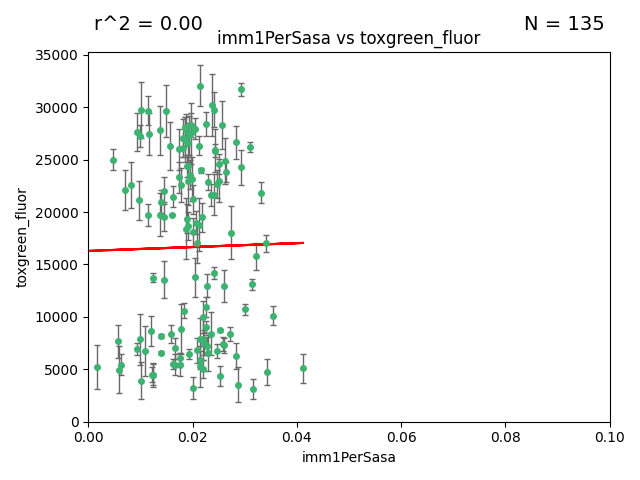 r^2 = 0.00
N = 135
imm1PerSasa vs toxgreen_fluor
35000
30000
25000
20000
15000
10000
5000
0
toxgreen_fluor
0.00
0.02
0.04
0.06
0.08
0.10
imm1PerSasa